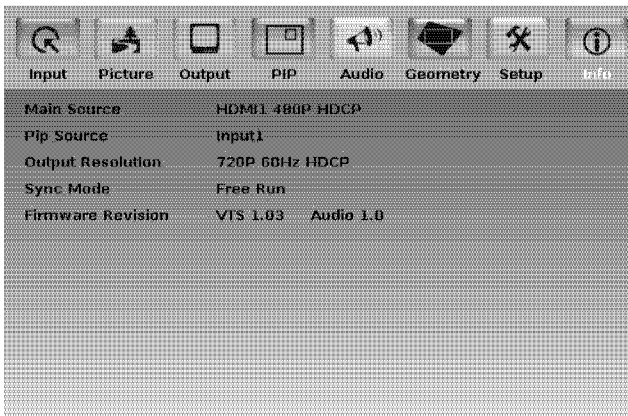 Input Picture Output PIP Audio Geometry Setup Info
Main Source HDMI1 480P HDCP
Pip Source Input1
Output Resolution 720P 60Hz HDCP
Sync Mode Free Run
Firmware Revision VTS 1.03 Audio 1.0